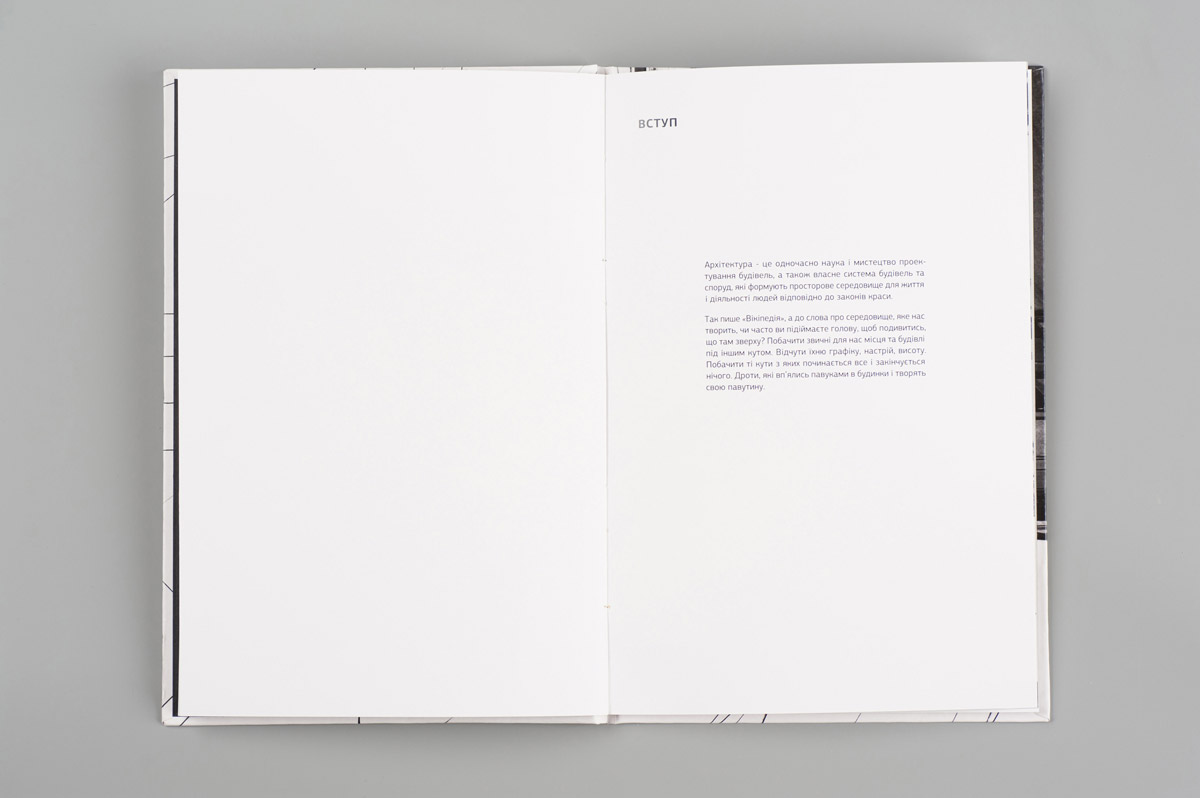 ВСТУП
Архітектура - це одночасно наука і мистецтво проек-
тування будівель, а також власне система будівель та
споруд, які формують просторове середовище для життя
і діяльності людей відповідно до законів краси.
Так пише «Вікіпедія», а до слова про середовище, яке нас
творить, чи часто ви підіймаєте голову, щоб подивитись,
що там зверху? Побачити звичні для нас місця та будівлі
під іншим кутом. Відчути їхню графіку, настрій, висоту.
Побачити ті кути з яких починається все і закінчується
нічого. Дроти, які вп'ялись павуками в будинки і творять
свою павутину.